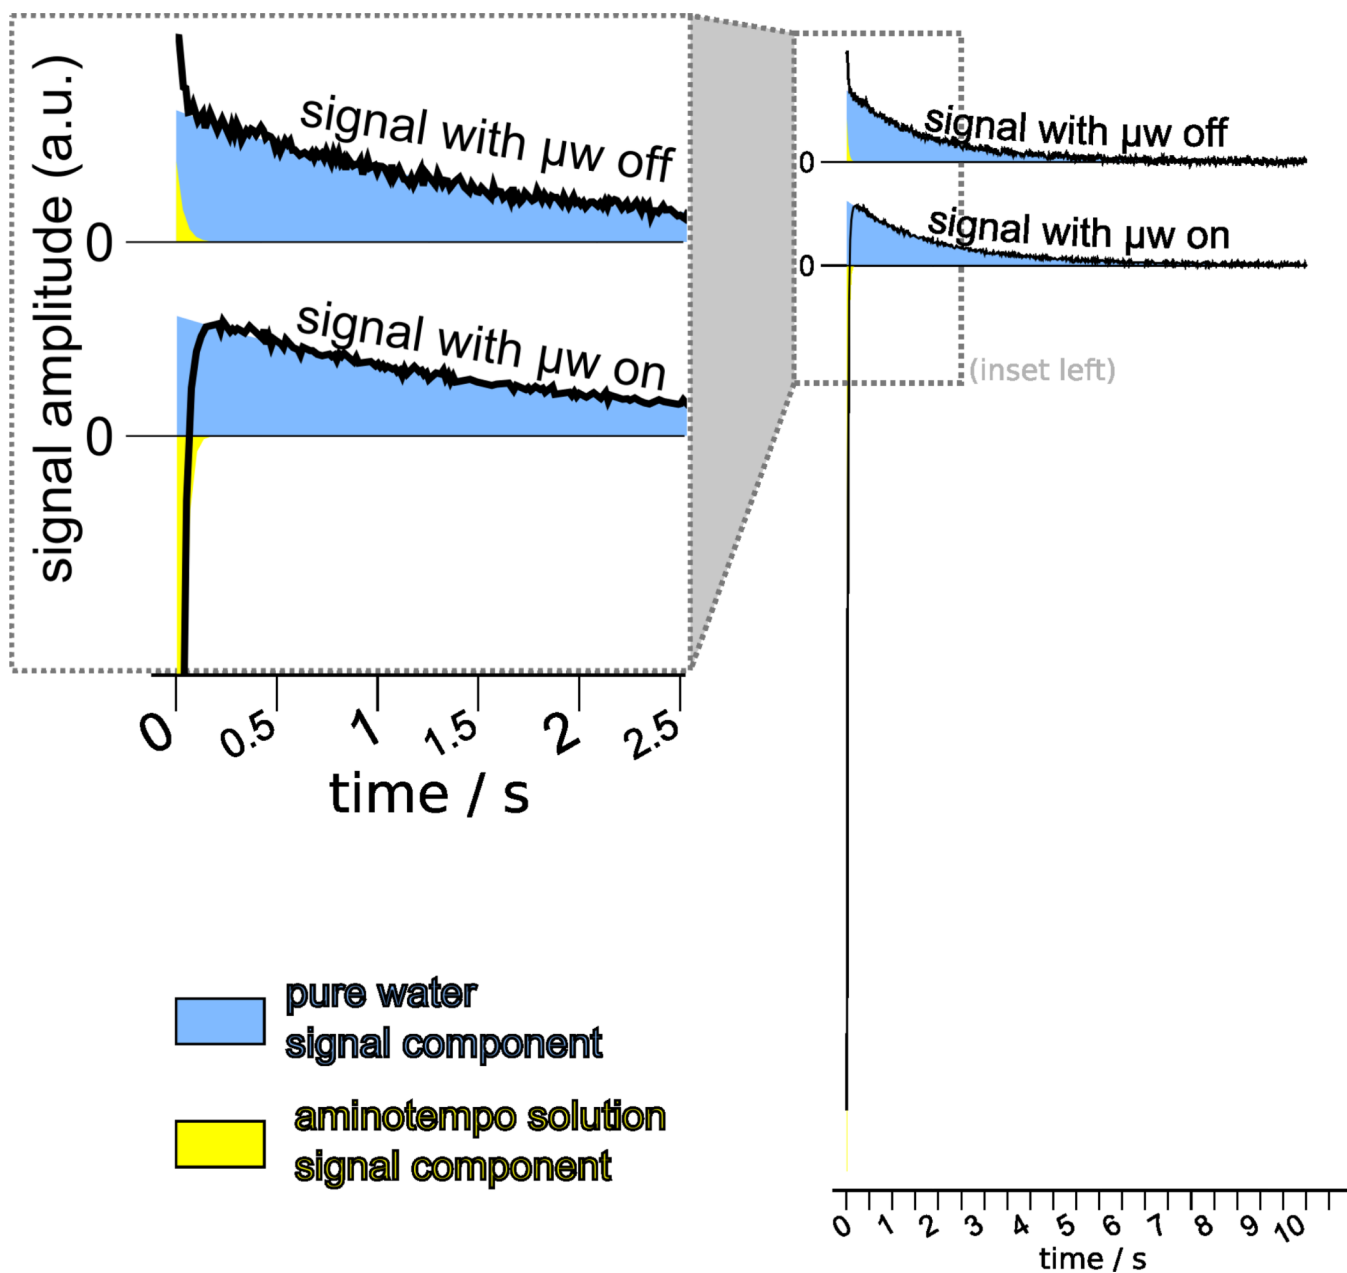 signal amplitude (a.u.)
signal with µw off
0
signal with µw on
0
0
0.5
1
1.5
2
2.5
time / s
signal with µw off
0
signal with µw on
0
(inset left)
pure water
signal component
aminotempo solution
signal component
0
1
2
3
4
5
6
7
8
9
10
time / s